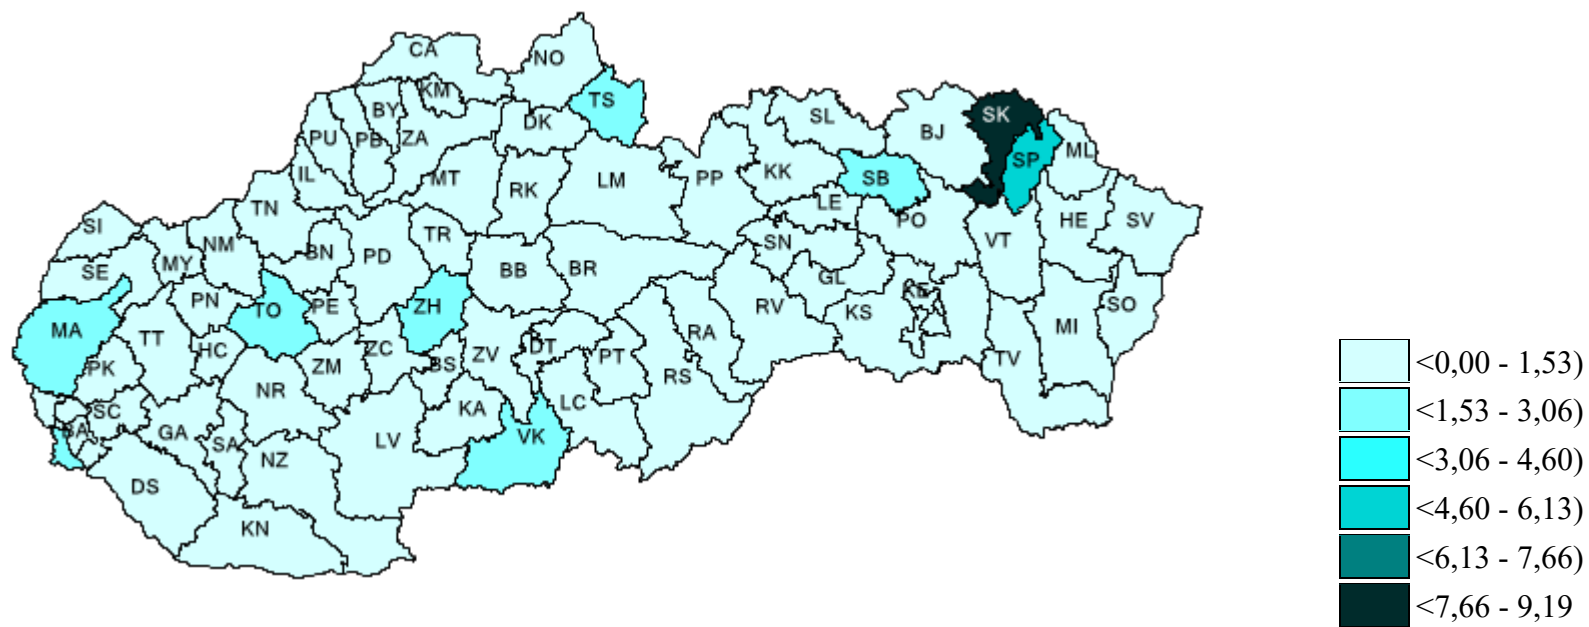 CA
NO
KM
TS
BY
DK
SL
SK
PU
PB
ZA
BJ
ML
SP
IL
MT
RK
LM
PP
KK
SB
TN
LE
PO
HE
SV
SI
NM
TR
SN
VT
MY
BN
PD
SE
BB
BR
GL
PN
TO
PE
ZH
RV
KE
KS
SO
MA
TT
HC
ZC
ZV
DT
RA
MI
PK
ZM
BS
PT
RS
TV
SC
NR
KA
LC
BA
GA
SA
LV
VK
NZ
DS
KN
<0,00 - 1,53)
<1,53 - 3,06)
<3,06 - 4,60)
<4,60 - 6,13)
<6,13 - 7,66)
<7,66 - 9,19